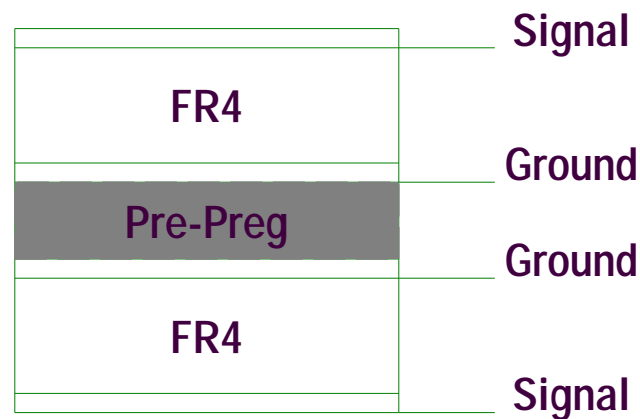 Signal
FR4
Ground
Pre-Preg
Ground
FR4
Signal